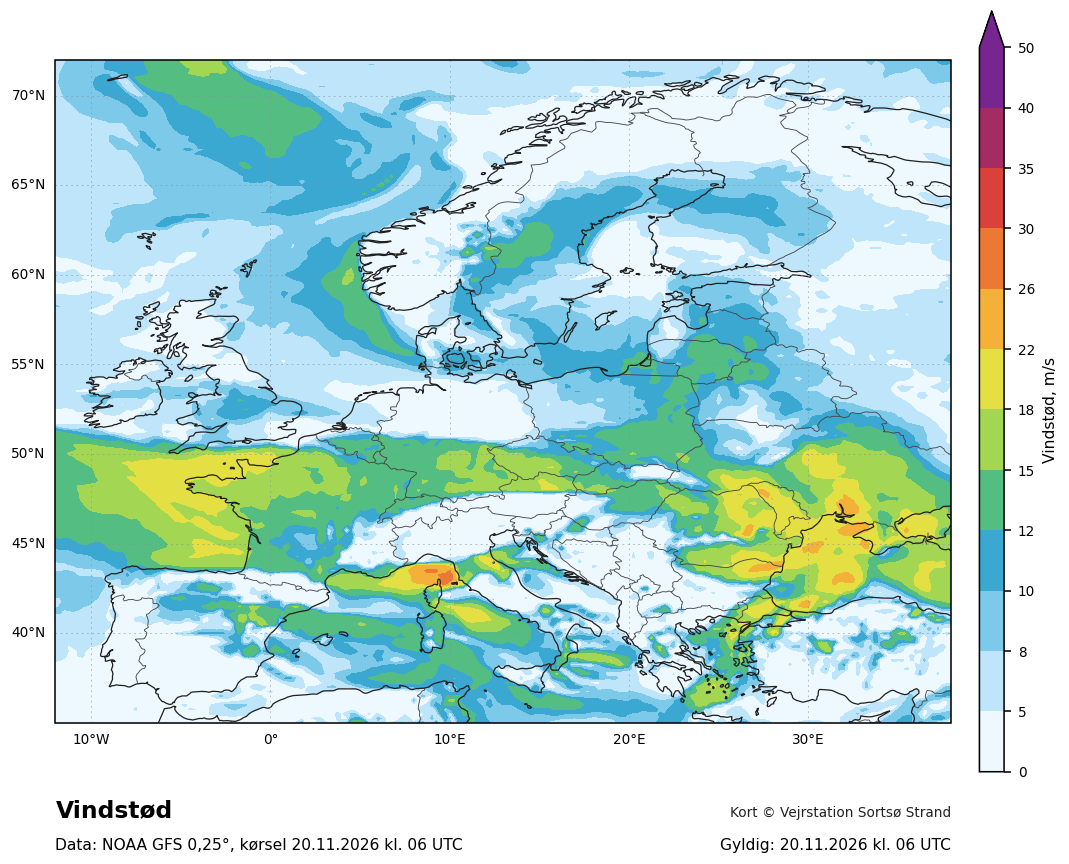 50
40
35
30
26
22
18
15
12
10
8
5
0
Vindstød, m/s
70°N
65°N
60°N
55°N
50°N
45°N
40°N
10°W
0°
10°E
20°E
30°E
Vindstød
Kort © Vejrstation Sortsø Strand
Data: NOAA GFS 0,25°, kørsel 20.11.2026 kl. 06 UTC
Gyldig: 20.11.2026 kl. 06 UTC